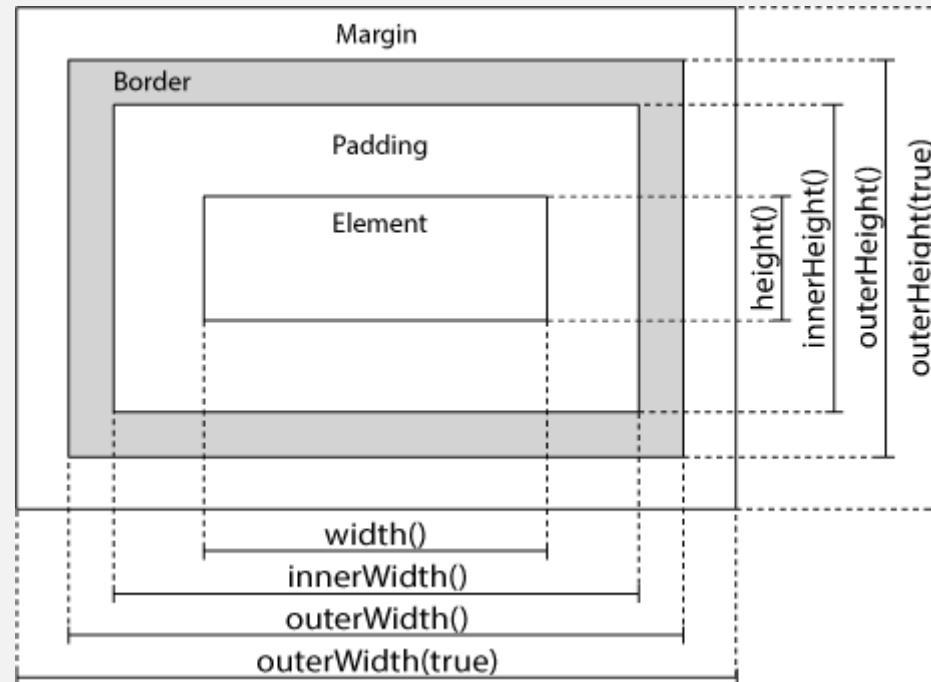 Margin
Border
Padding
Element
height()
innerHeight()
outerHeight()
outerHeight(true)
width()
innerWidth()
outerWidth()
outerWidth(true)